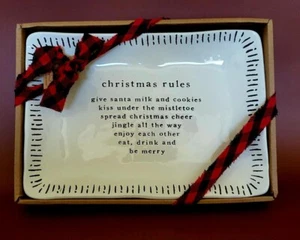 christmas rules
give santa milk and cookies
kiss under the mistletoe
spread christmas cheer
jingle all the way
enjoy each other
eat, drink and
be merry